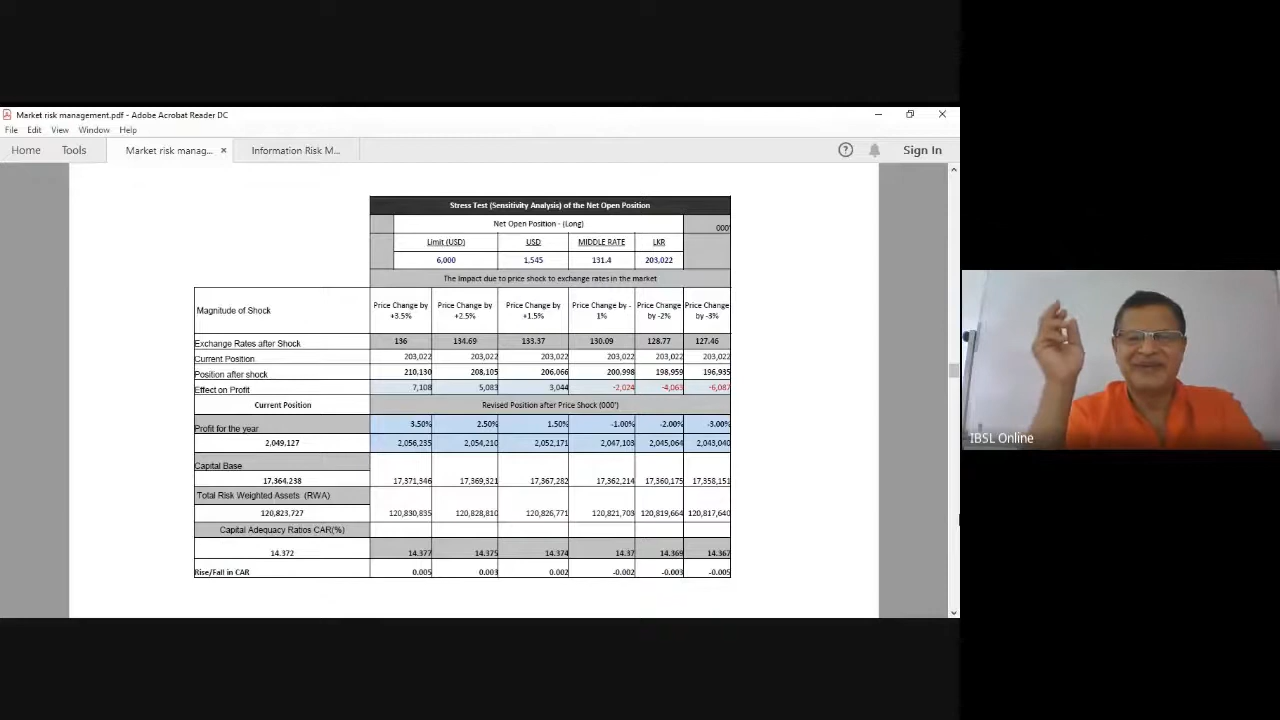 Market risk management.pdf - Adobe Acrobat Reader DC
File Edit View Window Help
Home Tools Market risk manag... × Information Risk M... Sign In
Stress Test (Sensitivity Analysis) of the Net Open Position
Net Open Position - (Long) 000'
Limit (USD) USD MIDDLE RATE LKR
6,000 1,545 131.4 203,022
The Impact due to price shock to exchange rates in the market
Magnitude of Shock Price Change by +3.5% Price Change by +2.5% Price Change by +1.5% Price Change by -1% Price Change by -2% Price Change by -3%
Exchange Rates after Shock 136 134.69 133.37 130.09 128.77 127.46
Current Position 203,022 203,022 203,022 203,022 203,022 203,022
Position after shock 210,130 208,105 206,066 200,998 198,959 196,935
Effect on Profit 7,108 5,083 3,044 -2,024 -4,063 -6,087
Current Position Revised Position after Price Shock (000')
Profit for the year 3.50% 2.50% 1.50% -1.00% -2.00% -3.00%
2,049,127 2,056,235 2,054,210 2,052,171 2,047,103 2,045,064 2,043,040
Capital Base
17,364,238 17,371,346 17,369,321 17,367,282 17,362,214 17,360,175 17,358,151
Total Risk Weighted Assets (RWA)
120,823,727 120,830,835 120,828,810 120,826,771 120,821,703 120,819,664 120,817,640
Capital Adequacy Ratios CAR(%)
14.372 14.377 14.375 14.374 14.37 14.369 14.367
Rise/Fall in CAR 0.005 0.003 0.002 -0.002 -0.003 -0.005
IBSL Online